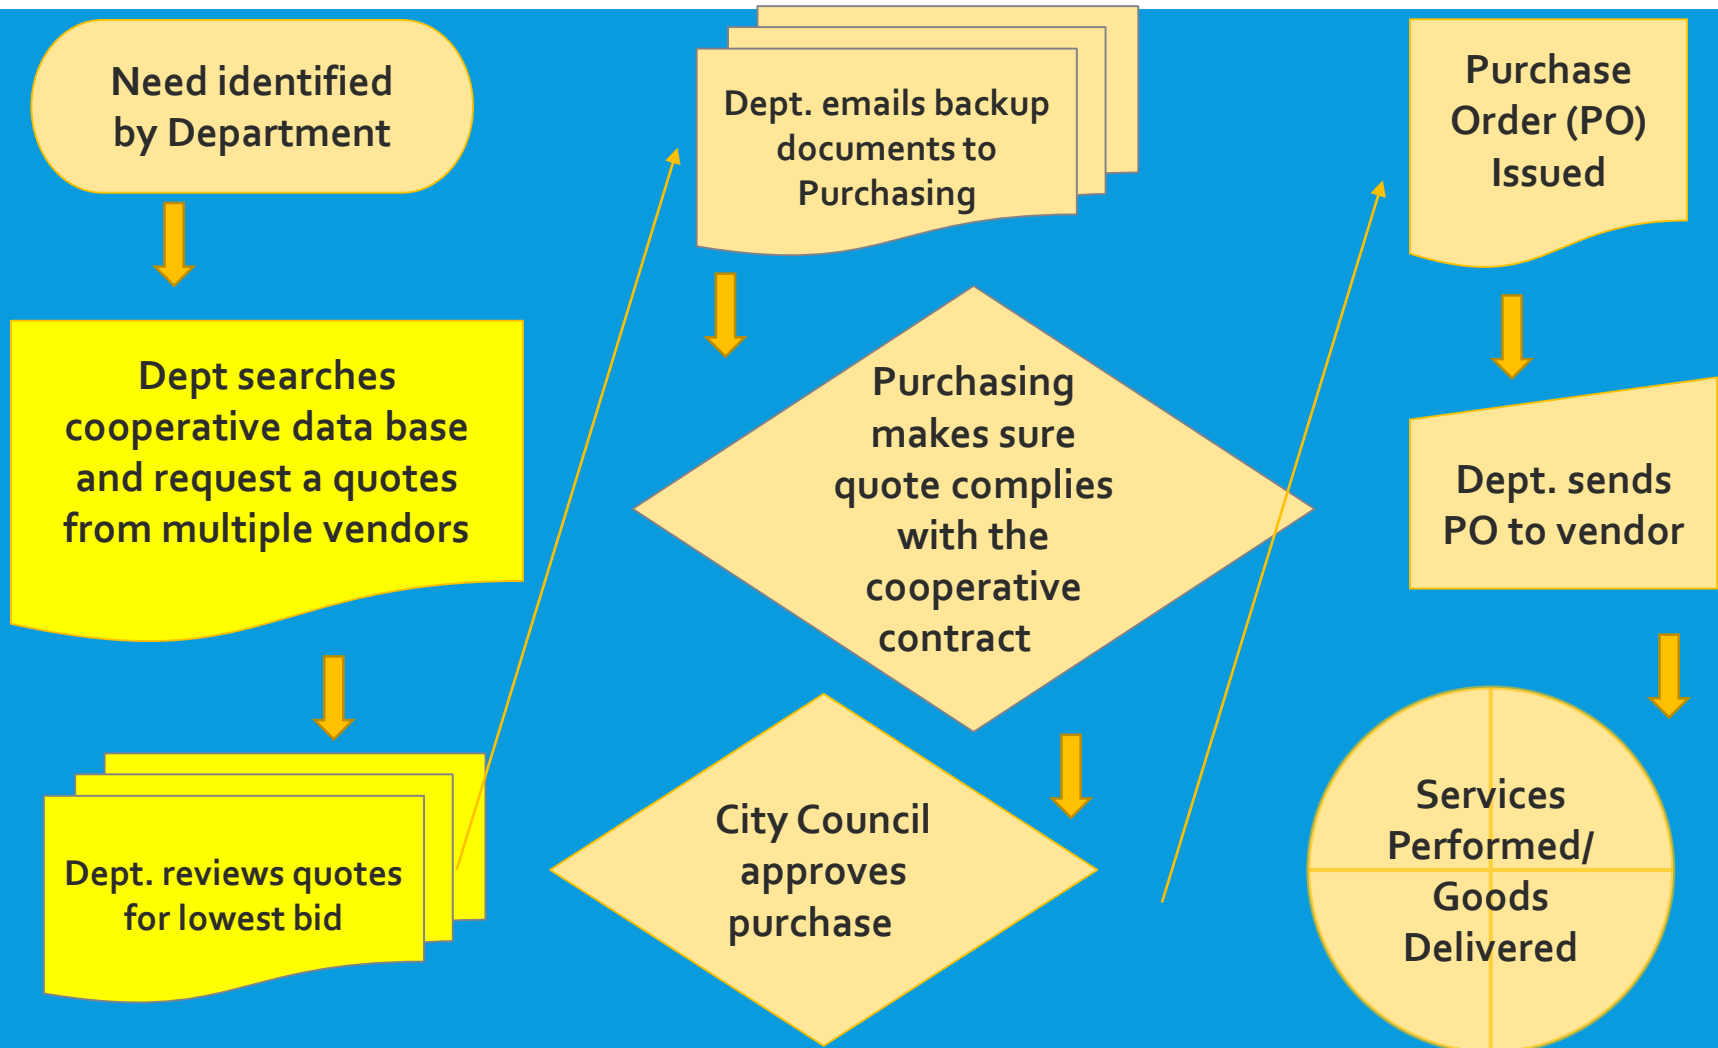 Need identified
by Department
Dept searches
cooperative data base
and request a quotes
from multiple vendors
Dept. reviews quotes
for lowest bid
Dept. emails backup
documents to
Purchasing
Purchasing
makes sure
quote complies
with the
cooperative
contract
City Council
approves
purchase
Purchase
Order (PO)
Issued
Dept. sends
PO to vendor
Services
Performed/
Goods
Delivered